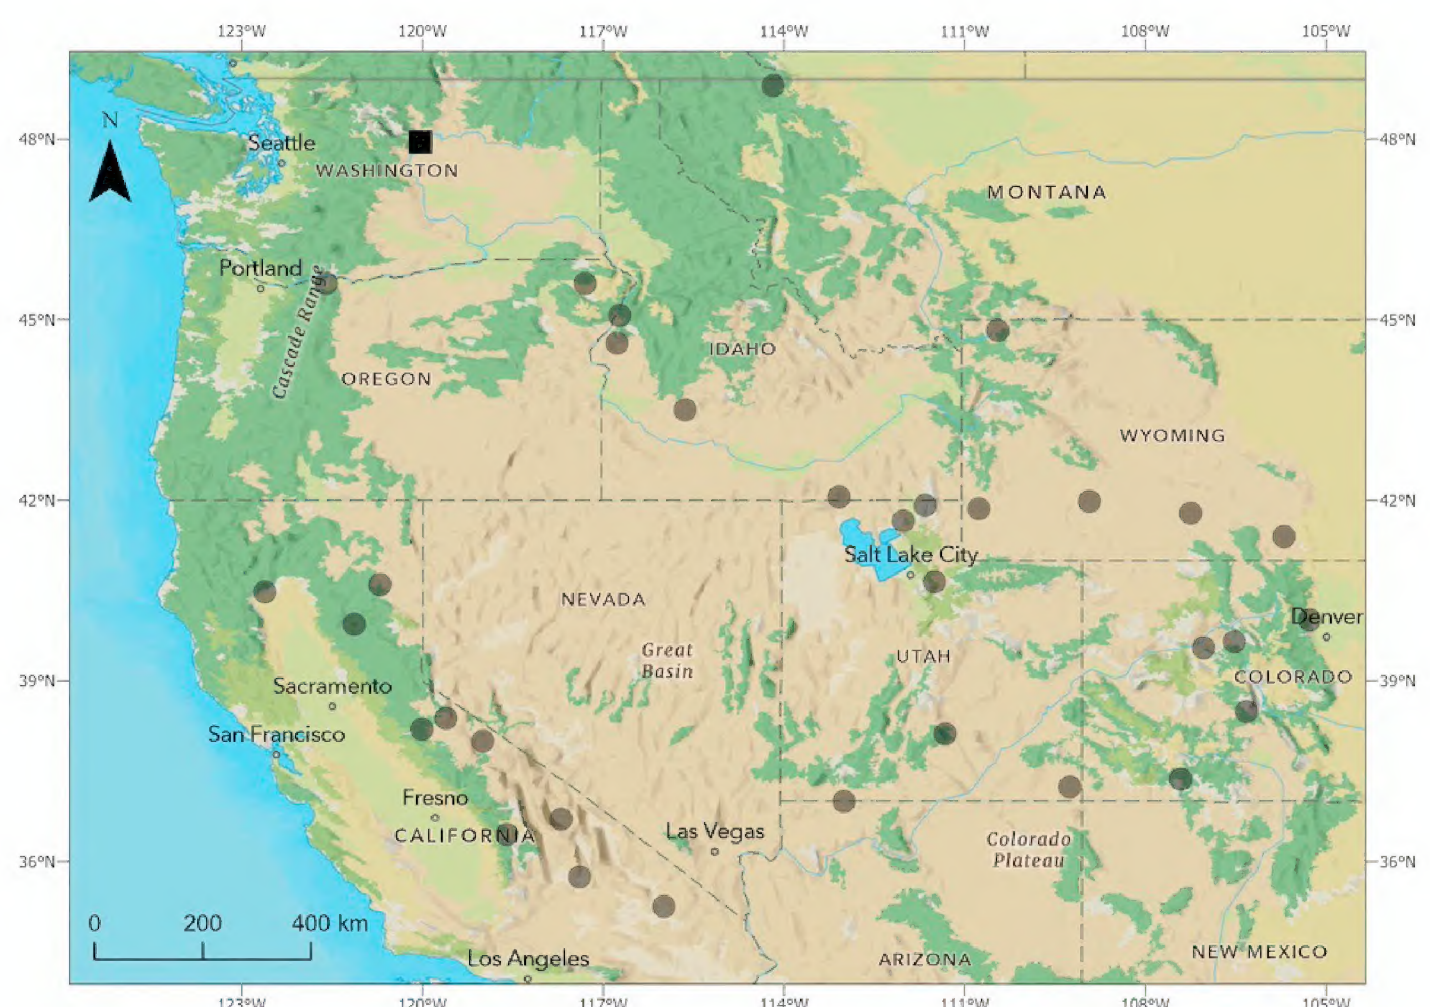 123°W 120°W 117°W 114°W 111°W 108°W 105°W
N
48°N 48°N
Seattle
WASHINGTON
MONTANA
Portland
Cascade Range
45°N 45°N
IDAHO
OREGON
WYOMING
42°N 42°N
Salt Lake City
NEVADA
Denver
Great
Basin
UTAH
COLORADO
39°N 39°N
Sacramento
San Francisco
Fresno
CALIFORNIA
Las Vegas
Colorado
Plateau
36°N 36°N
0 200 400 km
Los Angeles
ARIZONA
NEW MEXICO
123°W 120°W 117°W 114°W 111°W 108°W 105°W